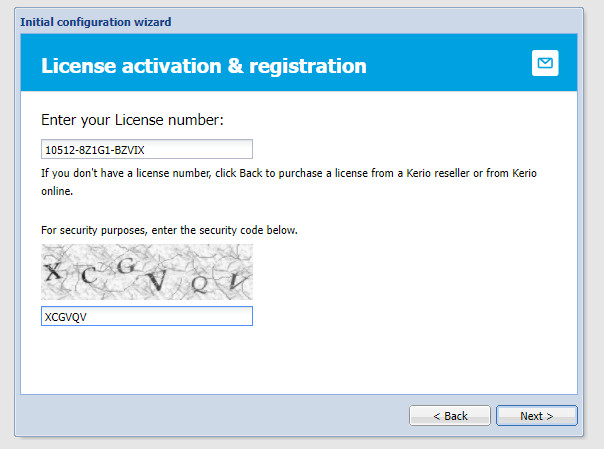 Initial configuration wizard
License activation & registration
Enter your License number:
10512-8Z1G1-BZVIX
If you don't have a license number, click Back to purchase a license from a Kerio reseller or from Kerio
online.
For security purposes, enter the security code below.
X C G V Q V
XCGVQV
< Back
Next >